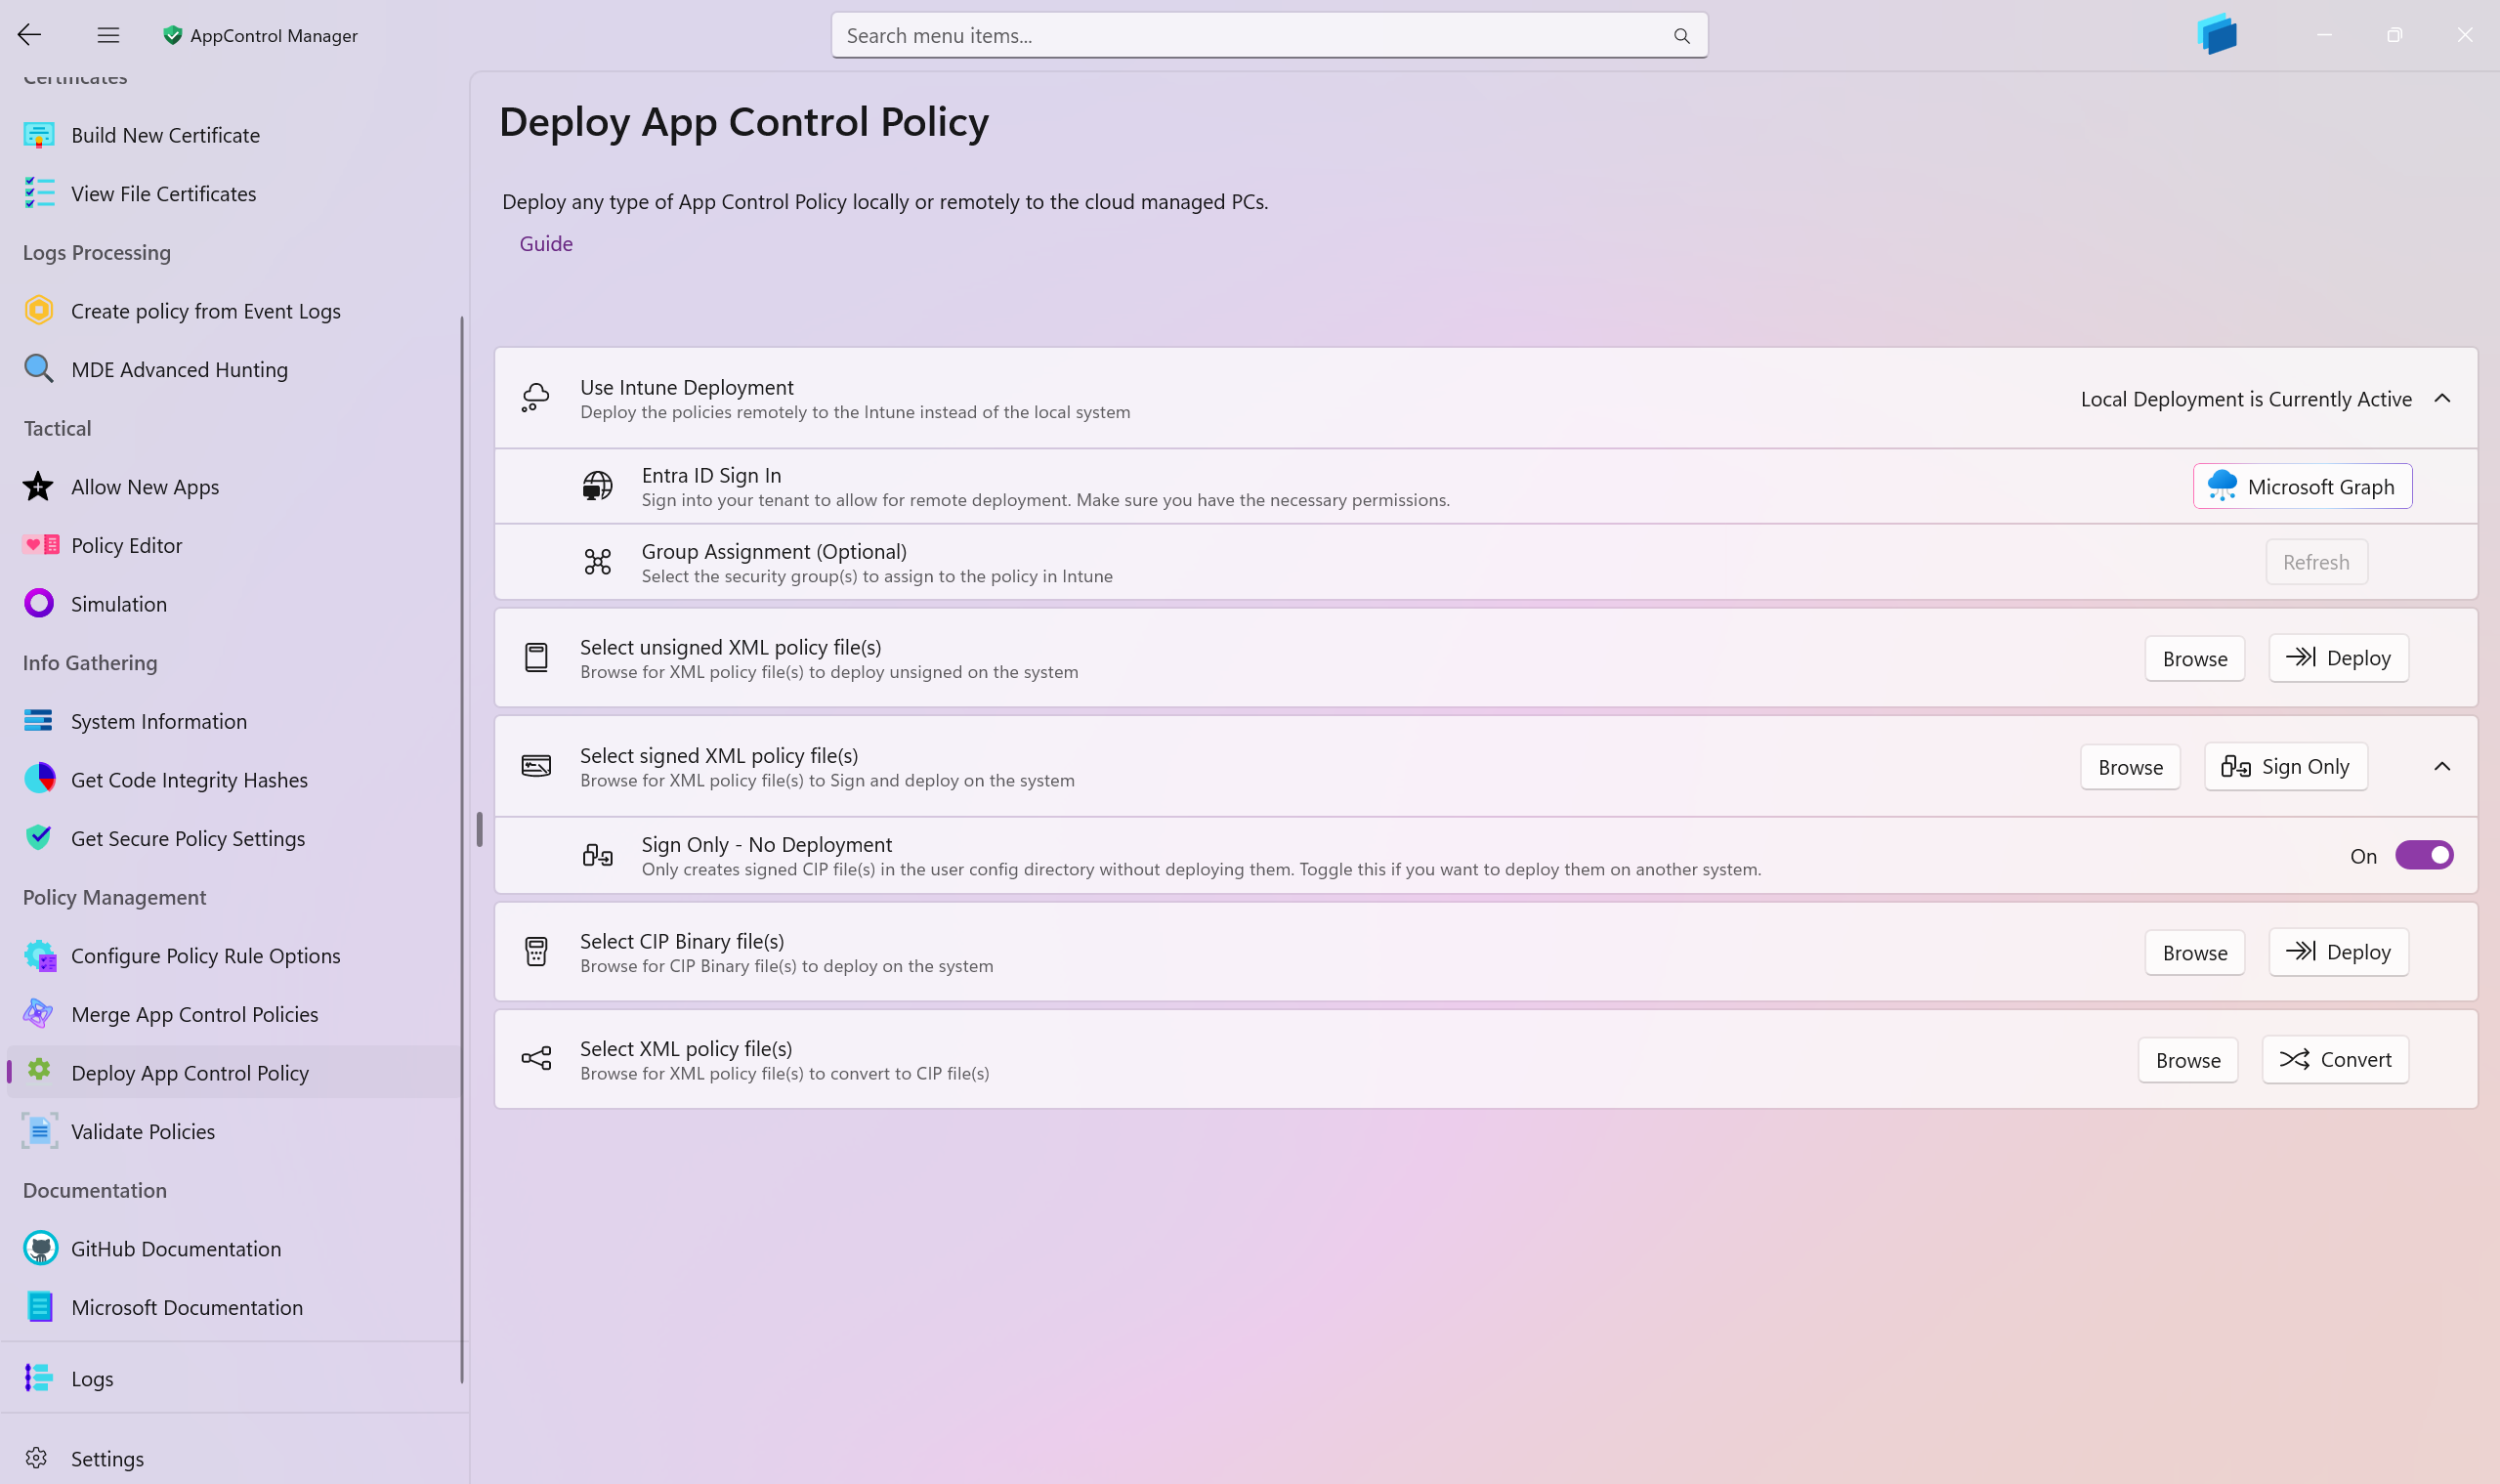 AppControl Manager
Search menu items...
Certificates
Build New Certificate
View File Certificates
Logs Processing
Create policy from Event Logs
MDE Advanced Hunting
Tactical
Allow New Apps
Policy Editor
Simulation
Info Gathering
System Information
Get Code Integrity Hashes
Get Secure Policy Settings
Policy Management
Configure Policy Rule Options
Merge App Control Policies
Deploy App Control Policy
Validate Policies
Documentation
GitHub Documentation
Microsoft Documentation
Logs
Settings
Deploy App Control Policy
Deploy any type of App Control Policy locally or remotely to the cloud managed PCs.
Guide
Use Intune Deployment
Deploy the policies remotely to the Intune instead of the local system
Local Deployment is Currently Active
Entra ID Sign In
Sign into your tenant to allow for remote deployment. Make sure you have the necessary permissions.
Microsoft Graph
Group Assignment (Optional)
Select the security group(s) to assign to the policy in Intune
Refresh
Select unsigned XML policy file(s)
Browse for XML policy file(s) to deploy unsigned on the system
Browse
Deploy
Select signed XML policy file(s)
Browse for XML policy file(s) to Sign and deploy on the system
Browse
Sign Only
Sign Only - No Deployment
Only creates signed CIP file(s) in the user config directory without deploying them. Toggle this if you want to deploy them on another system.
On
Select CIP Binary file(s)
Browse for CIP Binary file(s) to deploy on the system
Browse
Deploy
Select XML policy file(s)
Browse for XML policy file(s) to convert to CIP file(s)
Browse
Convert